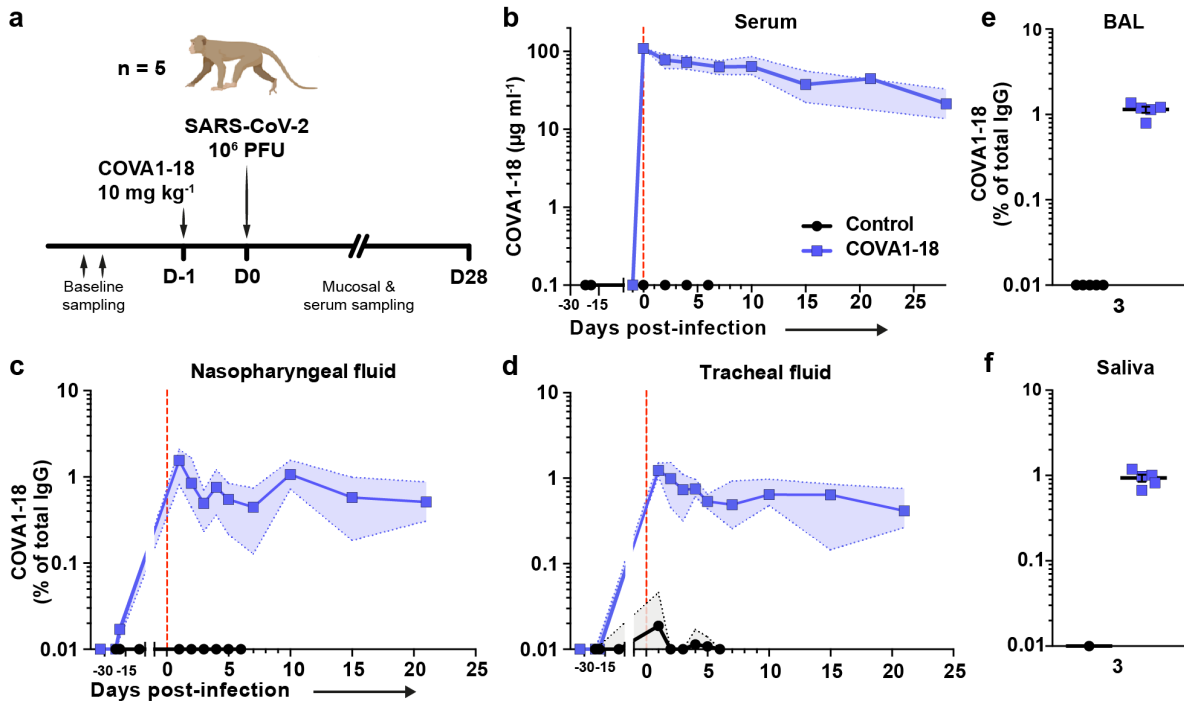 a
n = 5
SARS-CoV-2
10⁶ PFU
COVA1-18
10 mg kg⁻¹
D-1
D0
D28
Baseline
sampling
Mucosal &
serum sampling
b
Serum
COVA1-18 (µg ml⁻¹)
100
10
1
0.1
-30
-15
0
5
10
15
20
25
Control
COVA1-18
Days post-infection
e
BAL
COVA1-18
(% of total IgG)
10
1
0.1
0.01
3
c
Nasopharyngeal fluid
COVA1-18
(% of total IgG)
10
1
0.1
0.01
-30
-15
0
5
10
15
20
25
Days post-infection
d
Tracheal fluid
10
1
0.1
0.01
-30
-15
0
5
10
15
20
25
f
Saliva
10
1
0.1
0.01
3